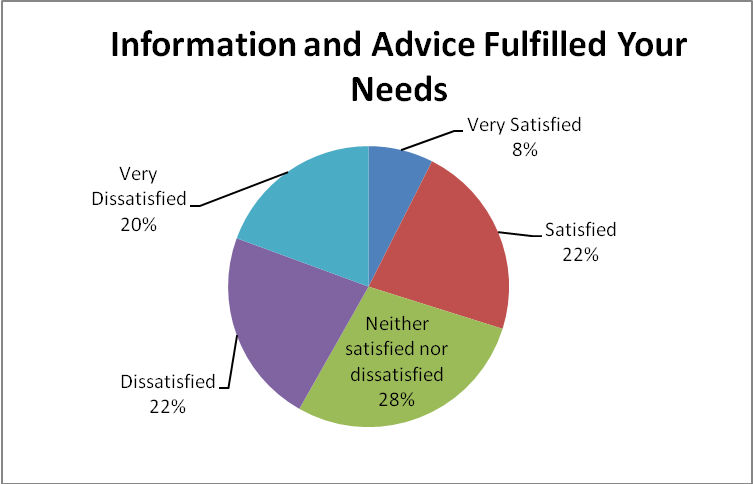 Information and Advice Fulfilled Your
Needs
Very Satisfied
8%
Satisfied
22%
Neither
satisfied nor
dissatisfied
28%
Dissatisfied
22%
Very
Dissatisfied
20%